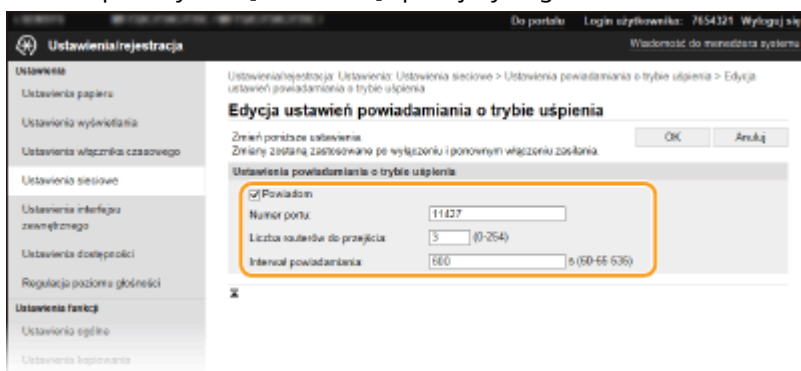 Do portalu Login użytkownika: 7654321 Wyloguj się
Ustawienia/rejestracja
Wiadomość do menedżera systemu
Ustawienia
Ustawienia papieru
Ustawienia wyświetlania
Ustawienia włącznika czasowego
Ustawienia sieciowe
Ustawienia interfejsu
zewnętrznego
Ustawienia dostępności
Regulacja poziomu głośności
Ustawienia funkcji
Ustawienia ogólne
Ustawienia kopiowania
Ustawienia/rejestracja: Ustawienia: Ustawienia sieciowe > Ustawienia powiadamiania o trybie uśpienia > Edycja
ustawień powiadamiania o trybie uśpienia
Edycja ustawień powiadamiania o trybie uśpienia
Zmień poniższe ustawienia.
OK Anuluj
Zmiany zostaną zastosowane po wyłączeniu i ponownym włączeniu zasilania.
Ustawienia powiadamiania o trybie uśpienia
Powiadom
Numer portu: 11427
Liczba routerów do przejścia: 3 (0-254)
Interwał powiadamiania: 600 s (60-65 535)